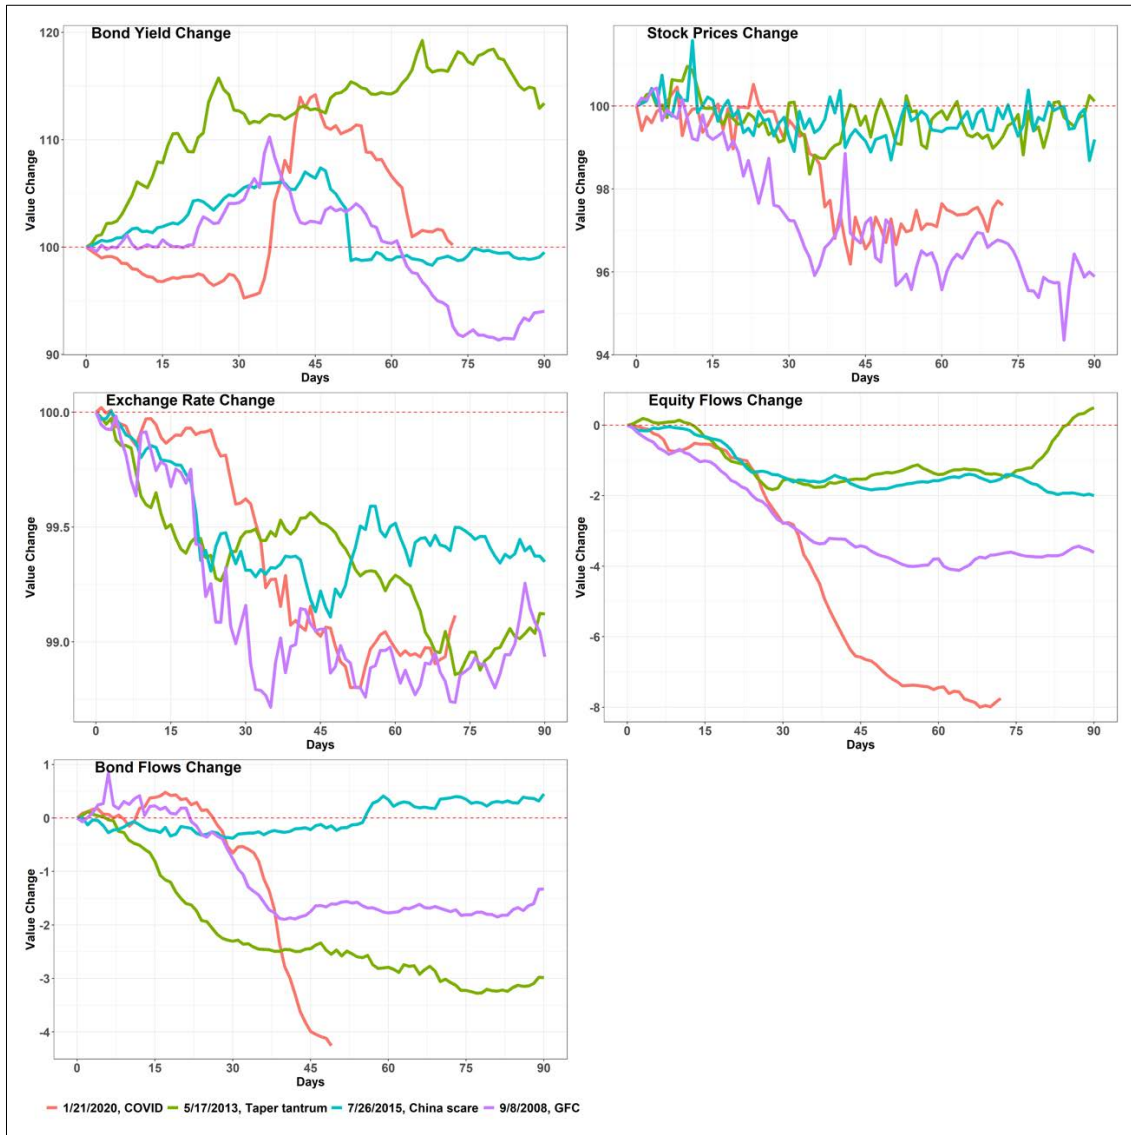 Bond Yield Change
Value Change
120
110
100
90
0 15 30 45 60 75 90
Days
Stock Prices Change
Value Change
100
98
96
94
0 15 30 45 60 75 90
Days
Exchange Rate Change
Value Change
100.0
99.5
99.0
0 15 30 45 60 75 90
Days
Equity Flows Change
Value Change
0
-2
-4
-6
-8
0 15 30 45 60 75 90
Days
Bond Flows Change
Value Change
1
0
-1
-2
-3
-4
0 15 30 45 60 75 90
Days
1/21/2020, COVID 5/17/2013, Taper tantrum 7/26/2015, China scare 9/8/2008, GFC